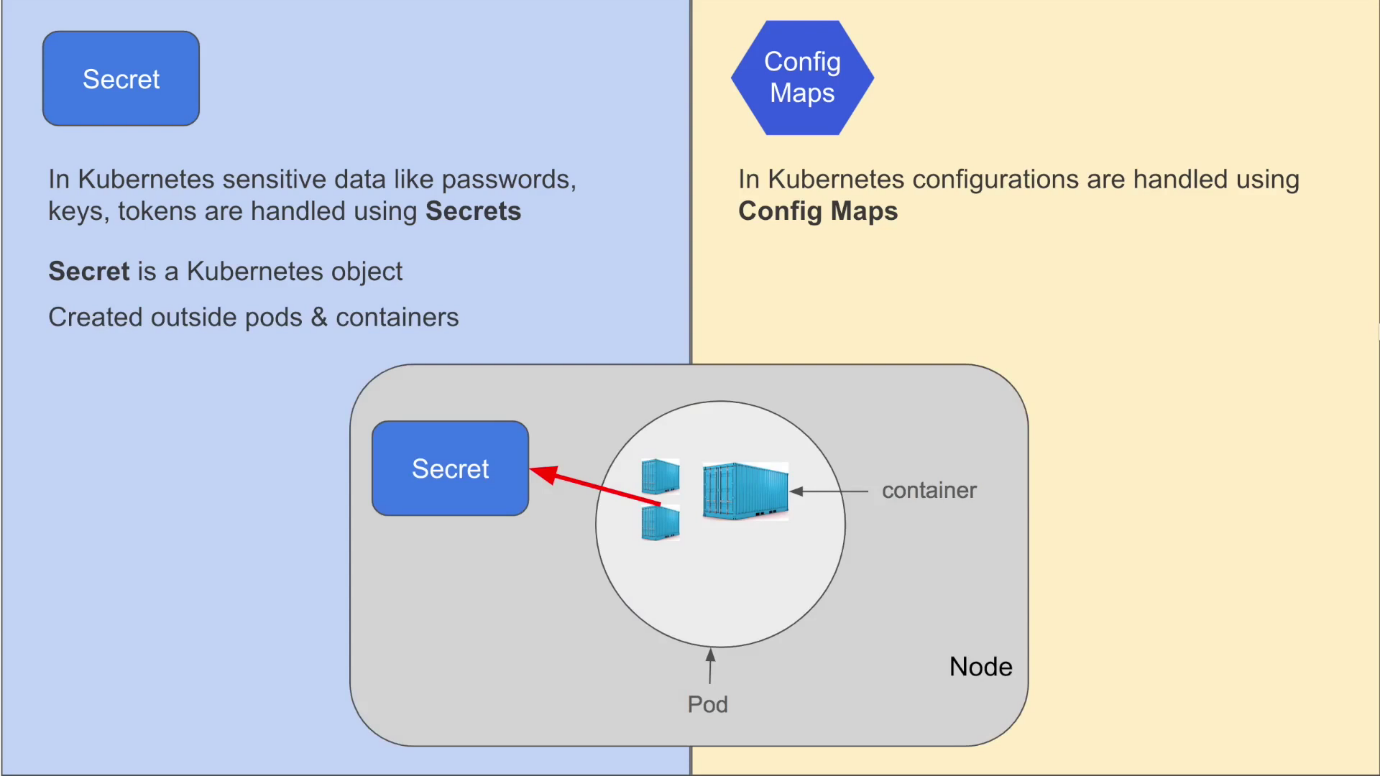 Secret
In Kubernetes sensitive data like passwords,
keys, tokens are handled using Secrets
Secret is a Kubernetes object
Created outside pods & containers
Config
Maps
In Kubernetes configurations are handled using
Config Maps
Secret
container
Node
Pod